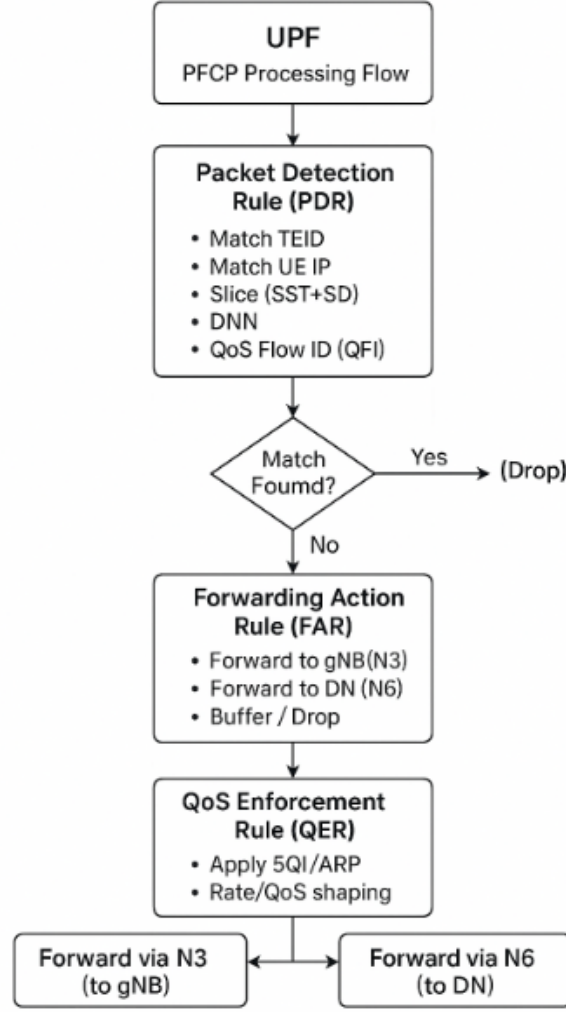 UPF
PFCP Processing Flow
Packet Detection
Rule (PDR)
• Match TEID
• Match UE IP
• Slice (SST+SD)
• DNN
• QoS Flow ID (QFI)
Match
Foumd?
Yes
(Drop)
No
Forwarding Action
Rule (FAR)
• Forward to gNB(N3)
• Forward to DN (N6)
• Buffer / Drop
QoS Enforcement
Rule (QER)
• Apply 5QI/ARP
• Rate/QoS shaping
Forward via N3
(to gNB)
Forward via N6
(to DN)